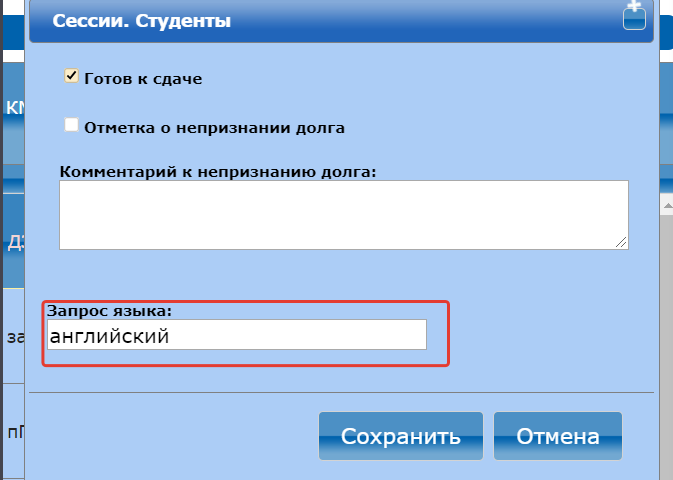 Сессии. Студенты
Готов к сдаче
Отметка о непризнании долга
Комментарий к непризнанию долга:
Запрос языка:
английский
Сохранить
Отмена